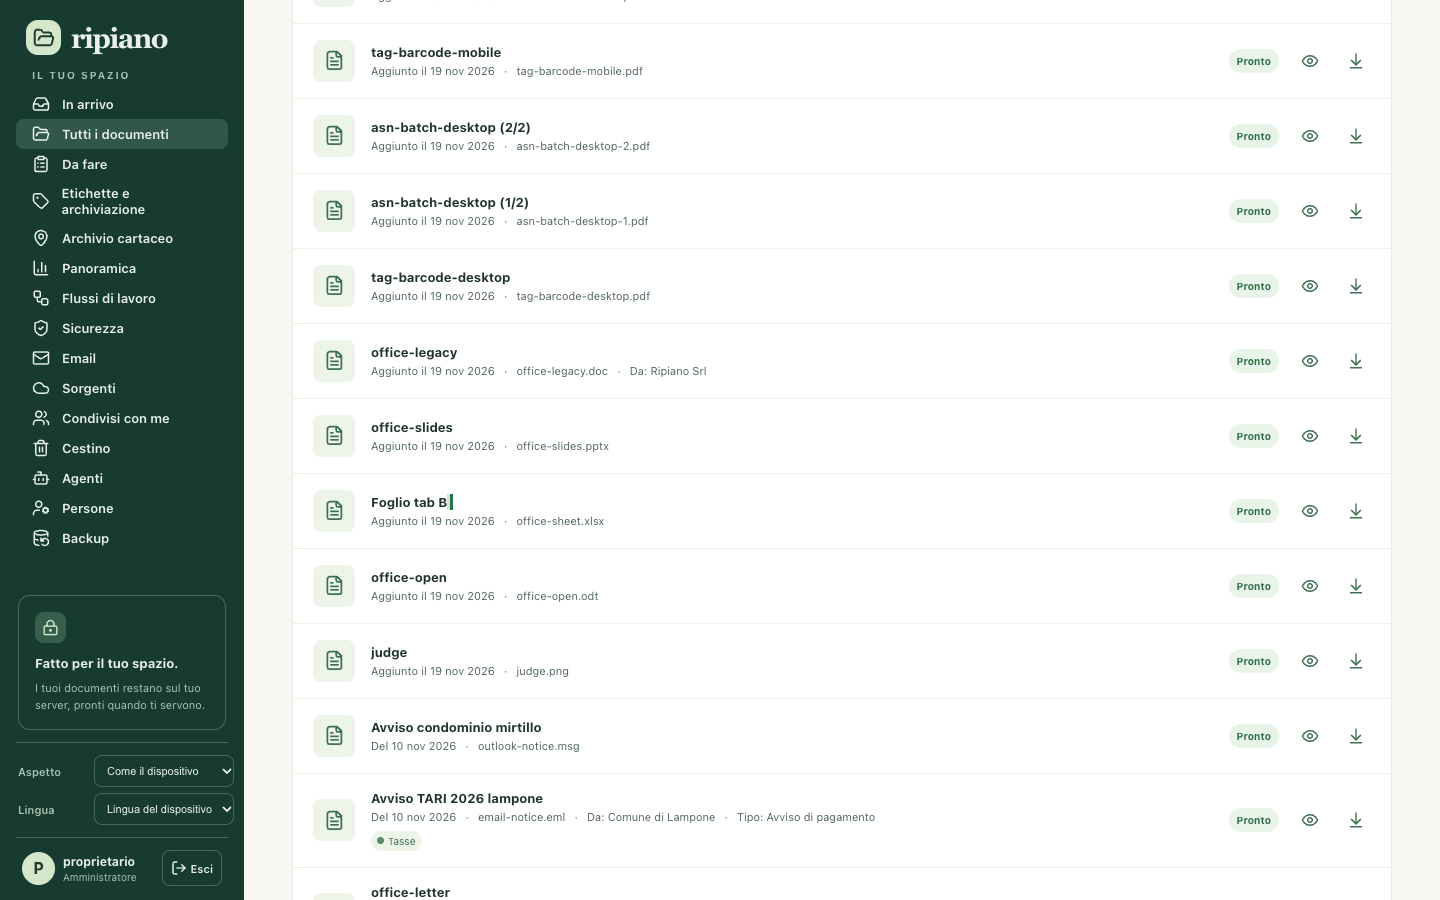 ripiano
IL TUO SPAZIO
In arrivo
Tutti i documenti
Da fare
Etichette e
archiviazione
Archivio cartaceo
Panoramica
Flussi di lavoro
Sicurezza
Email
Sorgenti
Condivisi con me
Cestino
Agenti
Persone
Backup
Fatto per il tuo spazio.
I tuoi documenti restano sul tuo
server, pronti quando ti servono.
Aspetto Come il dispositivo
Lingua Lingua del dispositivo
P proprietario
Amministratore
Esci
tag-barcode-mobile
Aggiunto il 19 nov 2026 · tag-barcode-mobile.pdf
Pronto
asn-batch-desktop (2/2)
Aggiunto il 19 nov 2026 · asn-batch-desktop-2.pdf
Pronto
asn-batch-desktop (1/2)
Aggiunto il 19 nov 2026 · asn-batch-desktop-1.pdf
Pronto
tag-barcode-desktop
Aggiunto il 19 nov 2026 · tag-barcode-desktop.pdf
Pronto
office-legacy
Aggiunto il 19 nov 2026 · office-legacy.doc · Da: Ripiano Srl
Pronto
office-slides
Aggiunto il 19 nov 2026 · office-slides.pptx
Pronto
Foglio tab B
Aggiunto il 19 nov 2026 · office-sheet.xlsx
Pronto
office-open
Aggiunto il 19 nov 2026 · office-open.odt
Pronto
judge
Aggiunto il 19 nov 2026 · judge.png
Pronto
Avviso condominio mirtillo
Del 10 nov 2026 · outlook-notice.msg
Pronto
Avviso TARI 2026 lampone
Del 10 nov 2026 · email-notice.eml · Da: Comune di Lampone · Tipo: Avviso di pagamento
Tasse
Pronto
office-letter